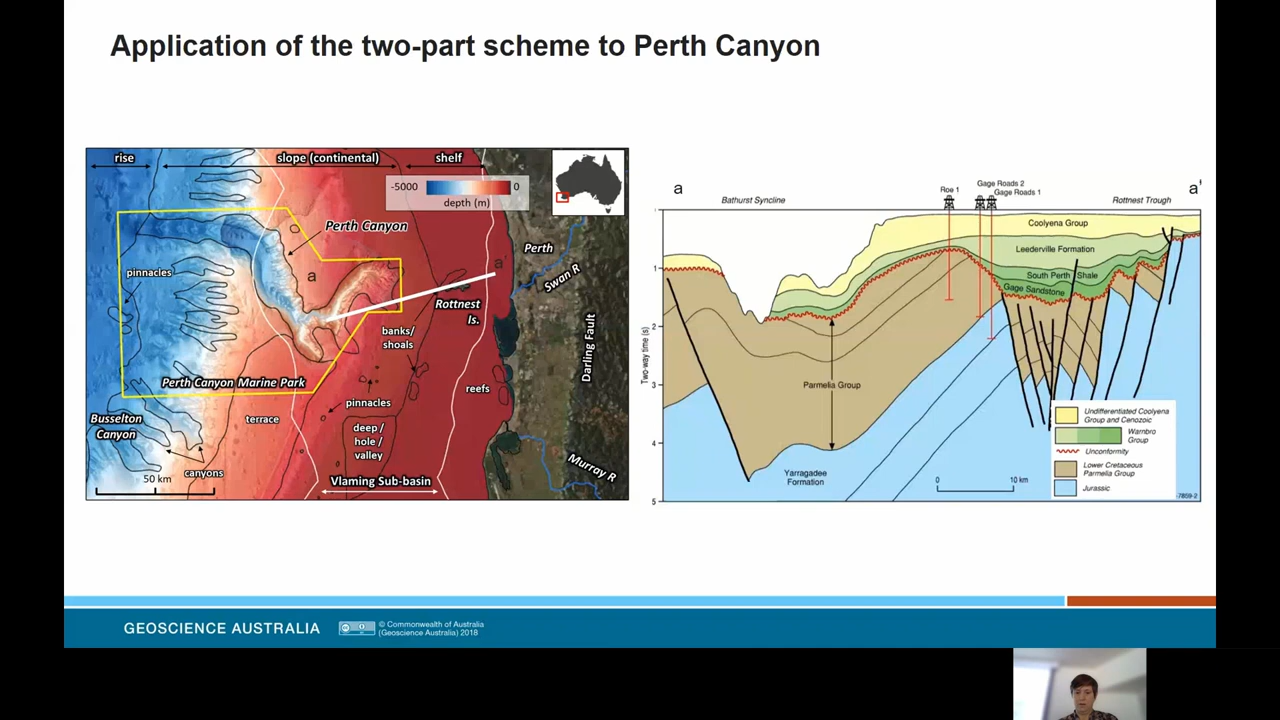 Application of the two-part scheme to Perth Canyon
rise
slope (continental)
shelf
-5000
0
depth (m)
Perth Canyon
pinnacles
a
a'
Perth
Swan R
Rottnest
Is.
banks/
shoals
Darling Fault
Perth Canyon Marine Park
reefs
pinnacles
terrace
Busselton
Canyon
deep /
hole /
valley
canyons
Murray R
50 km
Vlaming Sub-basin
a
a'
Bathurst Syncline
Roe 1
Gage Roads 2
Gage Roads 1
Rottnest Trough
Coolyena Group
Leederville Formation
South Perth Shale
Gage Sandstone
1
2
3
4
5
Two-way time (s)
Parmelia Group
Yarragadee
Formation
0
10 km
Undifferentiated Coolyena
Group and Cenozoic
Warnbro
Group
Unconformity
Lower Cretaceous
Parmelia Group
Jurassic
-7859-2
GEOSCIENCE AUSTRALIA
© Commonwealth of Australia
(Geoscience Australia) 2018